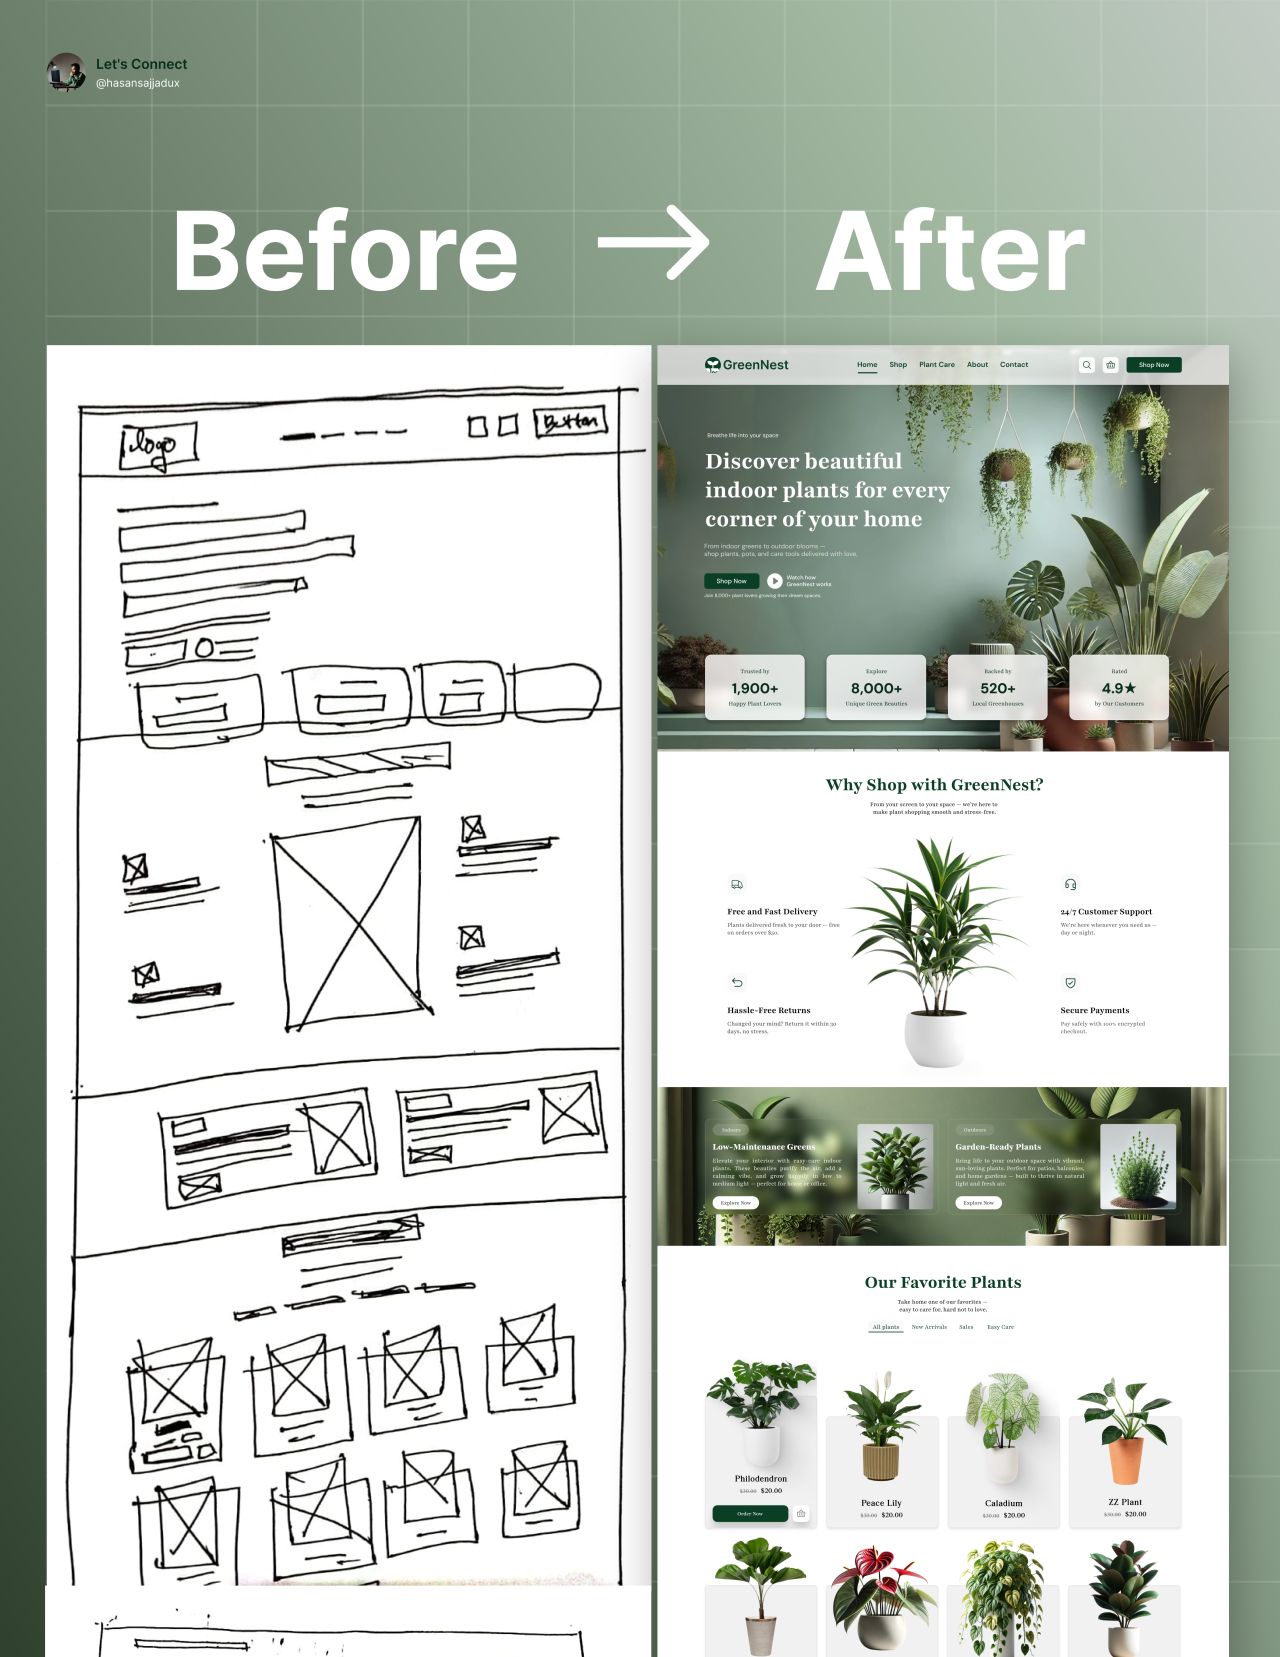 Let's Connect
@hasansajjadux
Before → After
logo
Button
GreenNest
Home Shop Plant Care About Contact
Shop Now
Breathe life into your space
Discover beautiful
indoor plants for every
corner of your home
From indoor greens to outdoor blooms —
shop plants, pots, and care tools delivered with love.
Shop Now
Watch how
GreenNest works
Join 8,000+ plant lovers growing their dream spaces.
Trusted by
1,900+
Happy Plant Lovers
Explore
8,000+
Unique Green Beauties
Backed by
520+
Local Greenhouses
Rated
4.9★
by Our Customers
Why Shop with GreenNest?
From your screen to your space — we're here to
make plant shopping smooth and stress-free.
Free and Fast Delivery
Plants delivered fresh to your door — free
on orders over $50.
24/7 Customer Support
We're here whenever you need us —
day or night.
Hassle-Free Returns
Changed your mind? Return it within 30
days, no stress.
Secure Payments
Pay safely with 100% encrypted
checkout.
Indoors
Low-Maintenance Greens
Elevate your interior with easy-care indoor
plants. These beauties purify the air, add a
calming vibe, and grow happily in low to
medium light — perfect for home or office.
Explore Now
Outdoors
Garden-Ready Plants
Bring life to your outdoor space with vibrant,
sun-loving plants. Perfect for patios, balconies,
and home gardens — built to thrive in natural
light and fresh air.
Explore Now
Our Favorite Plants
Take home one of our favorites —
easy to care for, hard not to love.
All plants New Arrivals Sales Easy Care
Philodendron
$30.00 $20.00
Order Now
Peace Lily
$30.00 $20.00
Caladium
$30.00 $20.00
ZZ Plant
$30.00 $20.00